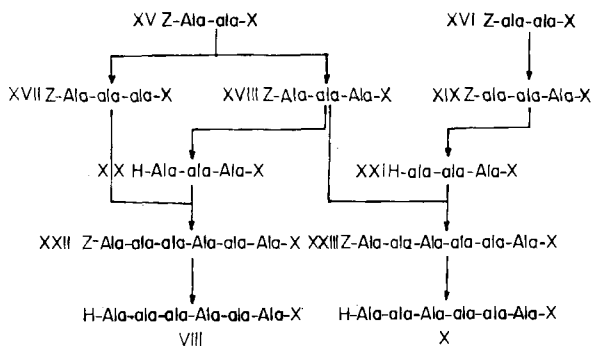 XV Z-Ala-ala-X XVI Z-ala-ala-X
XVII Z-Ala-ala-ala-X XVIII Z-Ala-ala-Ala-X XIX Z-ala-ala-Ala-X
XX H-Ala-ala-Ala-X XXI H-ala-ala-Ala-X
XXII Z-Ala-ala-ala-Ala-ala-Ala-X XXIII Z-Ala-ala-Ala-ala-ala-Ala-X
H-Ala-ala-ala-Ala-ala-Ala-X H-Ala-ala-Ala-ala-ala-Ala-X
VIII X